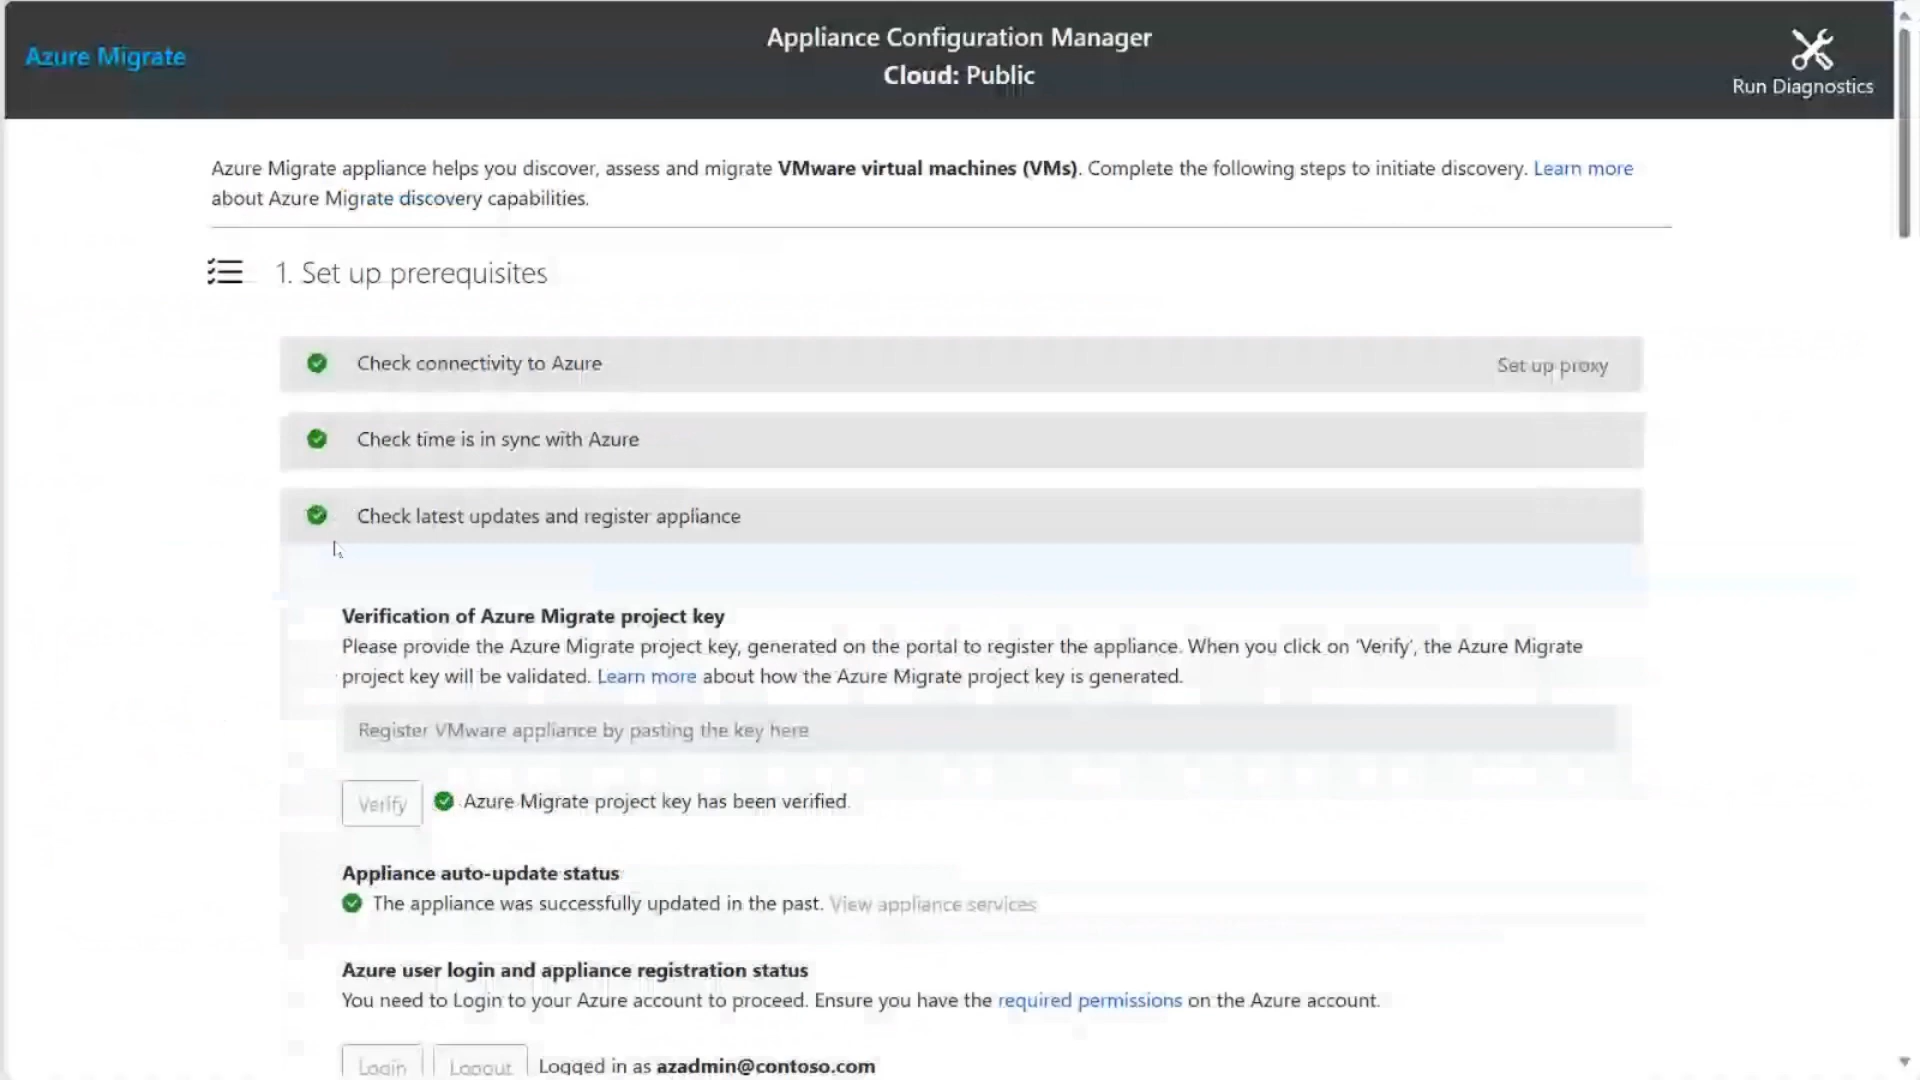 Azure Migrate
Appliance Configuration Manager
Cloud: Public
Run Diagnostics
Azure Migrate appliance helps you discover, assess and migrate VMware virtual machines (VMs). Complete the following steps to initiate discovery. Learn more
about Azure Migrate discovery capabilities.
1. Set up prerequisites
Check connectivity to Azure
Set up proxy
Check time is in sync with Azure
Check latest updates and register appliance
Verification of Azure Migrate project key
Please provide the Azure Migrate project key, generated on the portal to register the appliance. When you click on 'Verify', the Azure Migrate
project key will be validated. Learn more about how the Azure Migrate project key is generated.
Register VMware appliance by pasting the key here
Verify
Azure Migrate project key has been verified.
Appliance auto-update status
The appliance was successfully updated in the past. View appliance services
Azure user login and appliance registration status
You need to Login to your Azure account to proceed. Ensure you have the required permissions on the Azure account.
Login Logout Logged in as azadmin@contoso.com